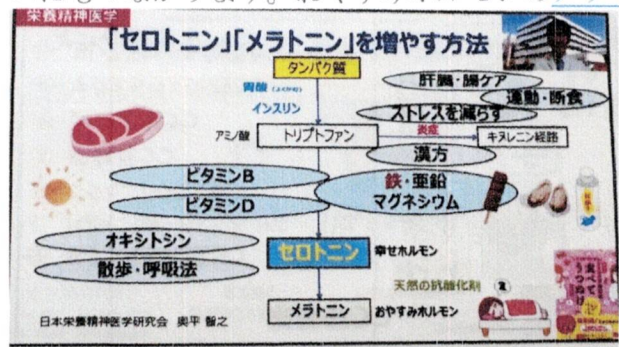 栄養精神医学
「セロトニン」「メラトニン」を増やす方法
タンパク質
肝臓・腸ケア
運動・断食
胃酸
インスリン
ストレスを減らす
アミノ酸
トリプトファン
炎症
キヌレニン経路
漢方
ビタミンB
鉄・亜鉛
マグネシウム
ビタミンD
オキシトシン
セロトニン
幸せホルモン
散歩・呼吸法
天然の抗酸化剤
メラトニン
おやすみホルモン
日本栄養精神医学研究会 奥平 智之
食べて
うつぬけ